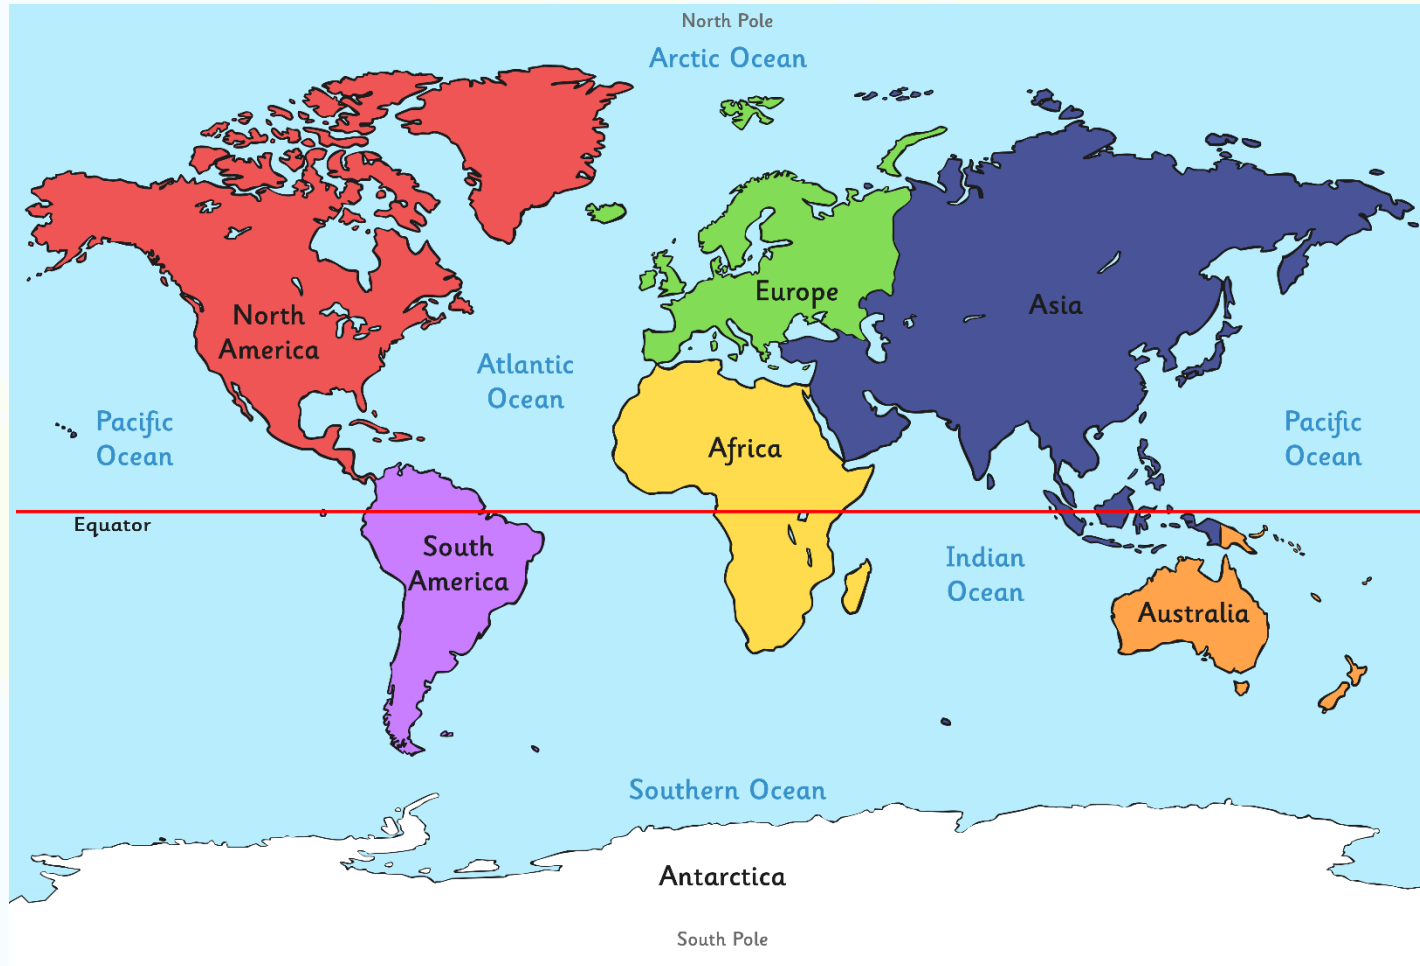 North Pole
Arctic Ocean
North
America
Europe
Asia
Atlantic
Ocean
Pacific
Ocean
Pacific
Ocean
Africa
Equator
South
America
Indian
Ocean
Australia
Southern Ocean
Antarctica
South Pole